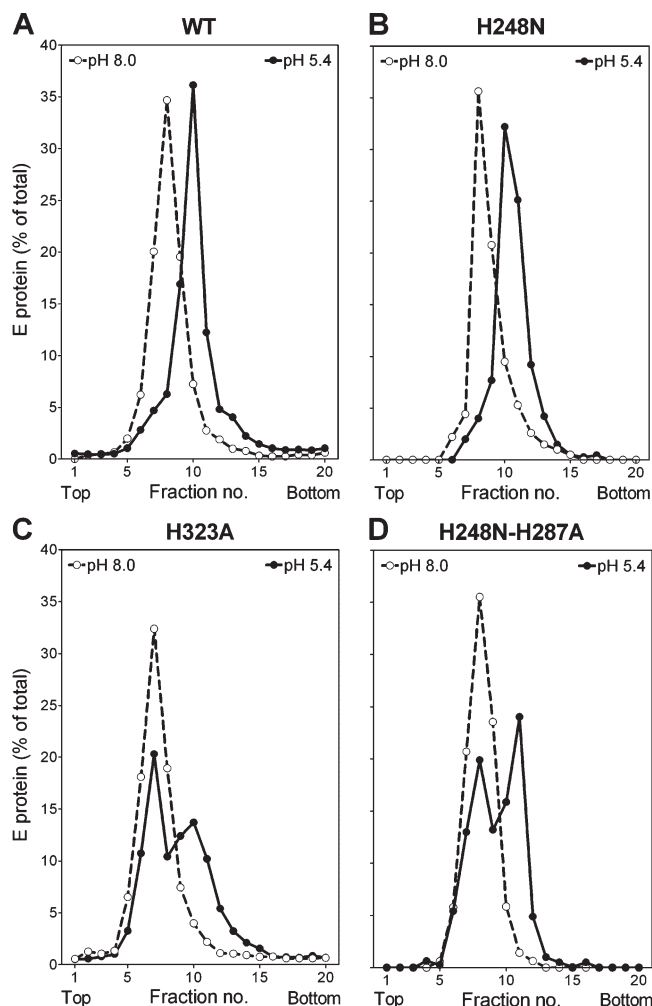 A WT
40
35
30
25
20
15
10
5
0
E protein (% of total)
pH 8.0 pH 5.4
1 5 10 15 20
Top Fraction no. Bottom
B H248N
pH 8.0 pH 5.4
1 5 10 15 20
Top Fraction no. Bottom
C H323A
40
35
30
25
20
15
10
5
0
E protein (% of total)
pH 8.0 pH 5.4
1 5 10 15 20
Top Fraction no. Bottom
D H248N-H287A
pH 8.0 pH 5.4
1 5 10 15 20
Top Fraction no. Bottom